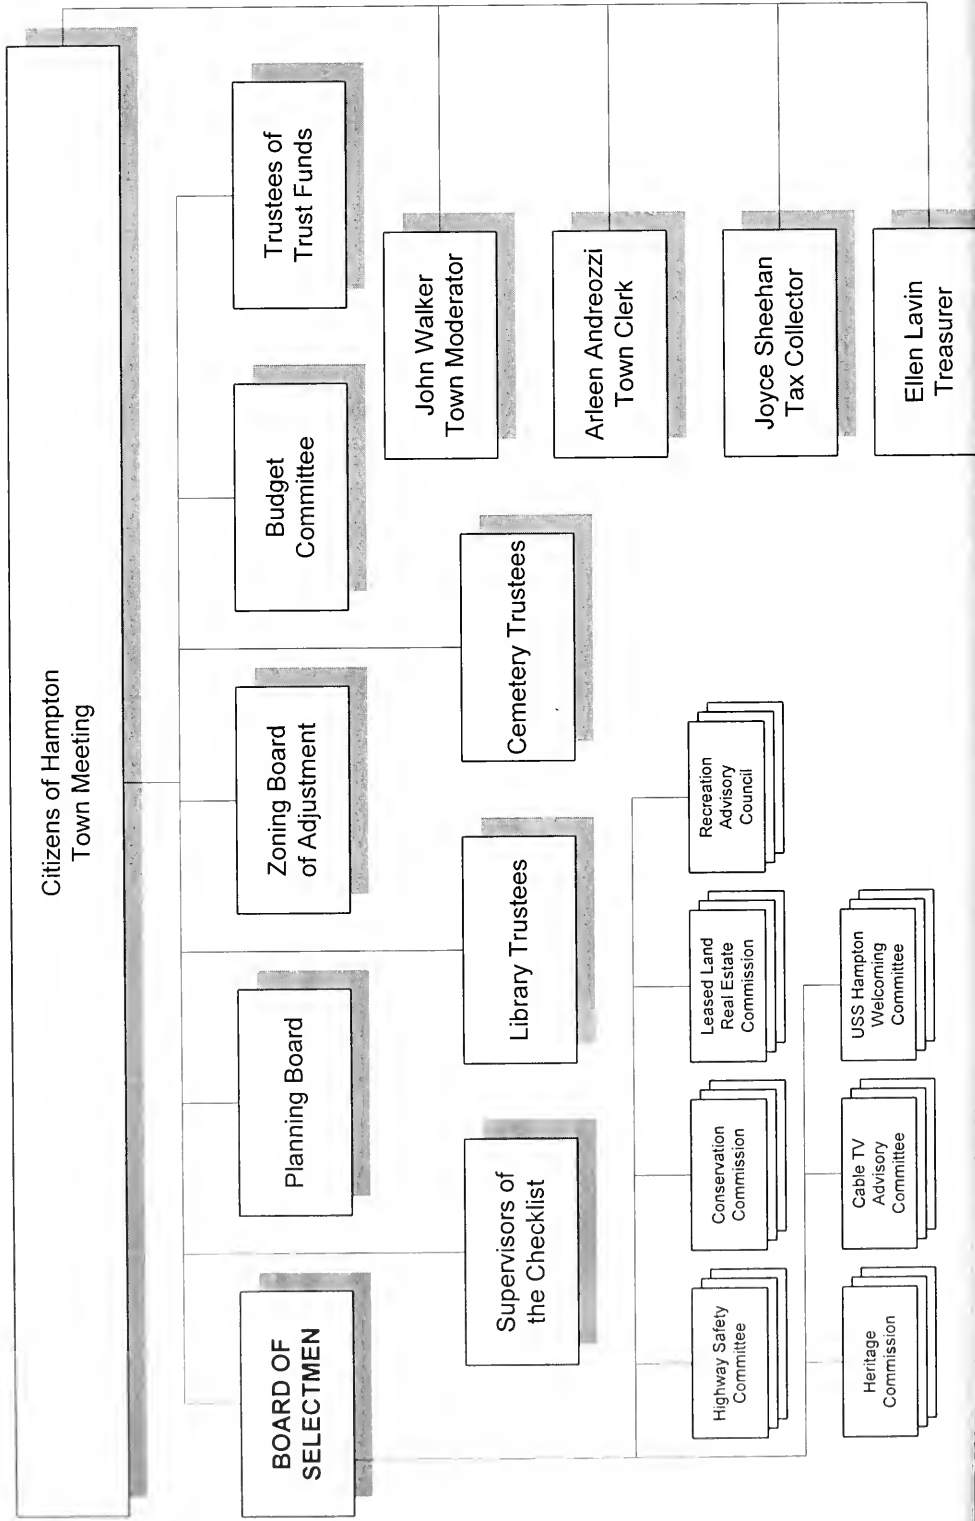 Citizens of Hampton
Town Meeting
BOARD OF
SELECTMEN
Planning Board
Zoning Board
of Adjustment
Budget
Committee
Trustees of
Trust Funds
Supervisors of
the Checklist
Library Trustees
Cemetery Trustees
John Walker
Town Moderator
Arleen Andreozzi
Town Clerk
Joyce Sheehan
Tax Collector
Ellen Lavin
Treasurer
Highway Safety
Committee
Conservation
Commission
Leased Land
Real Estate
Commission
Recreation
Advisory
Council
Heritage
Commission
Cable TV
Advisory
Committee
USS Hampton
Welcoming
Committee